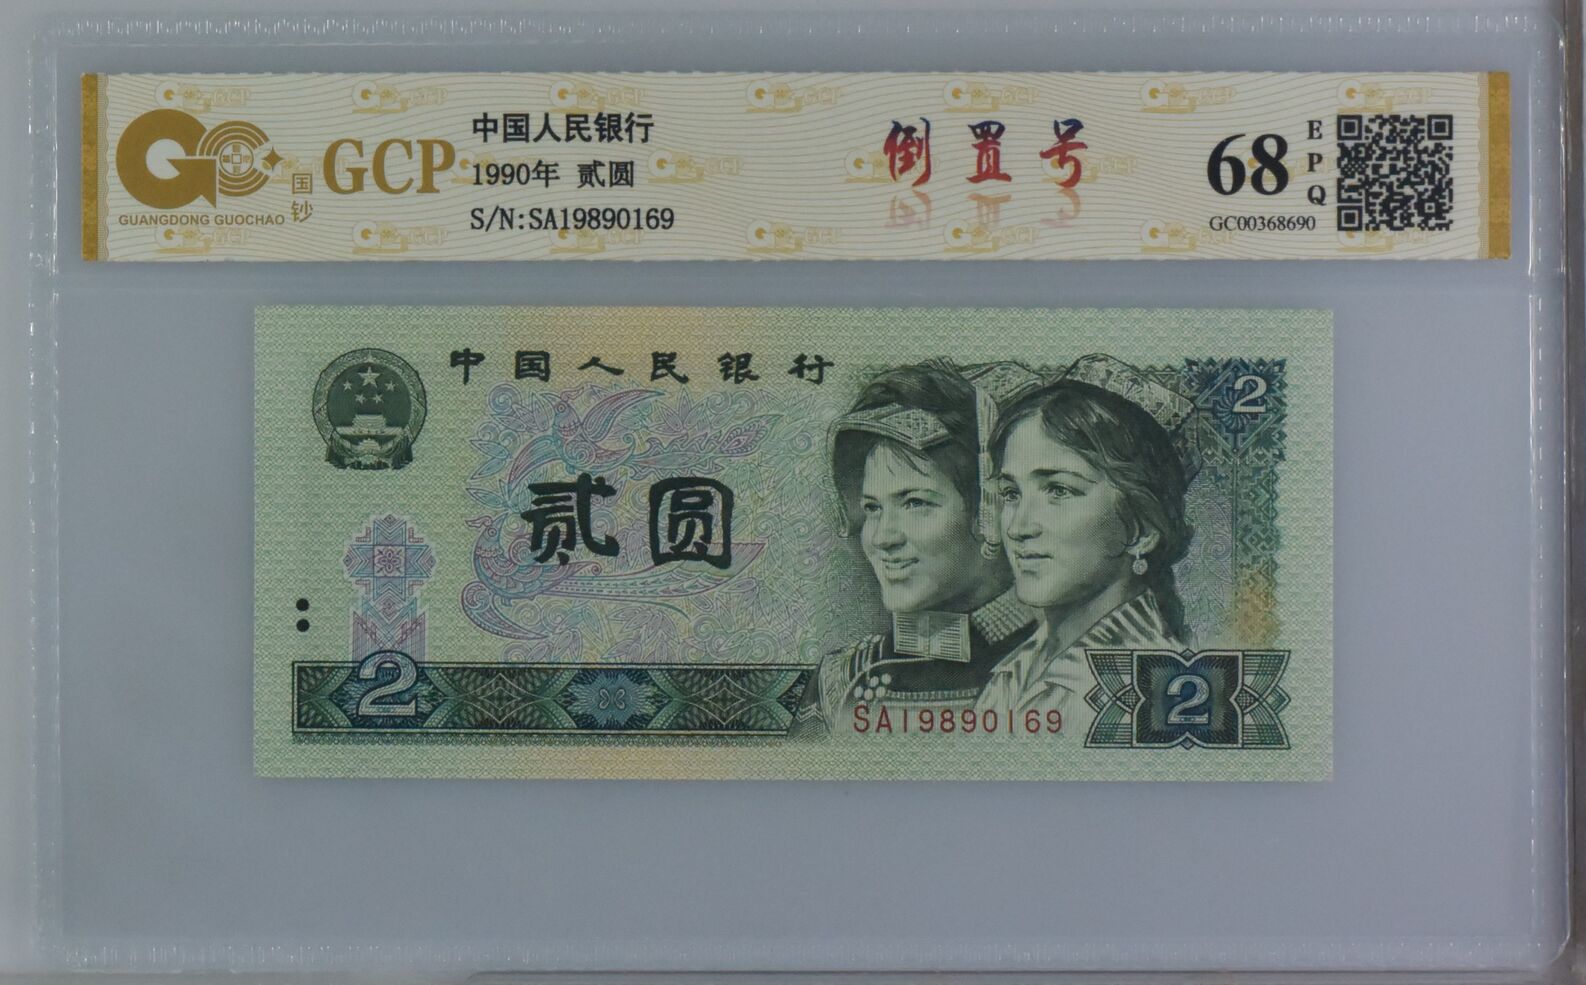 GUANGDONG GUOCHAO
国钞
GCP
中国人民银行
1990年 贰圆
S/N:SA19890169
倒置号
68
EPQ
GC00368690
中国人民银行
2
贰圆
2
SA19890169
2